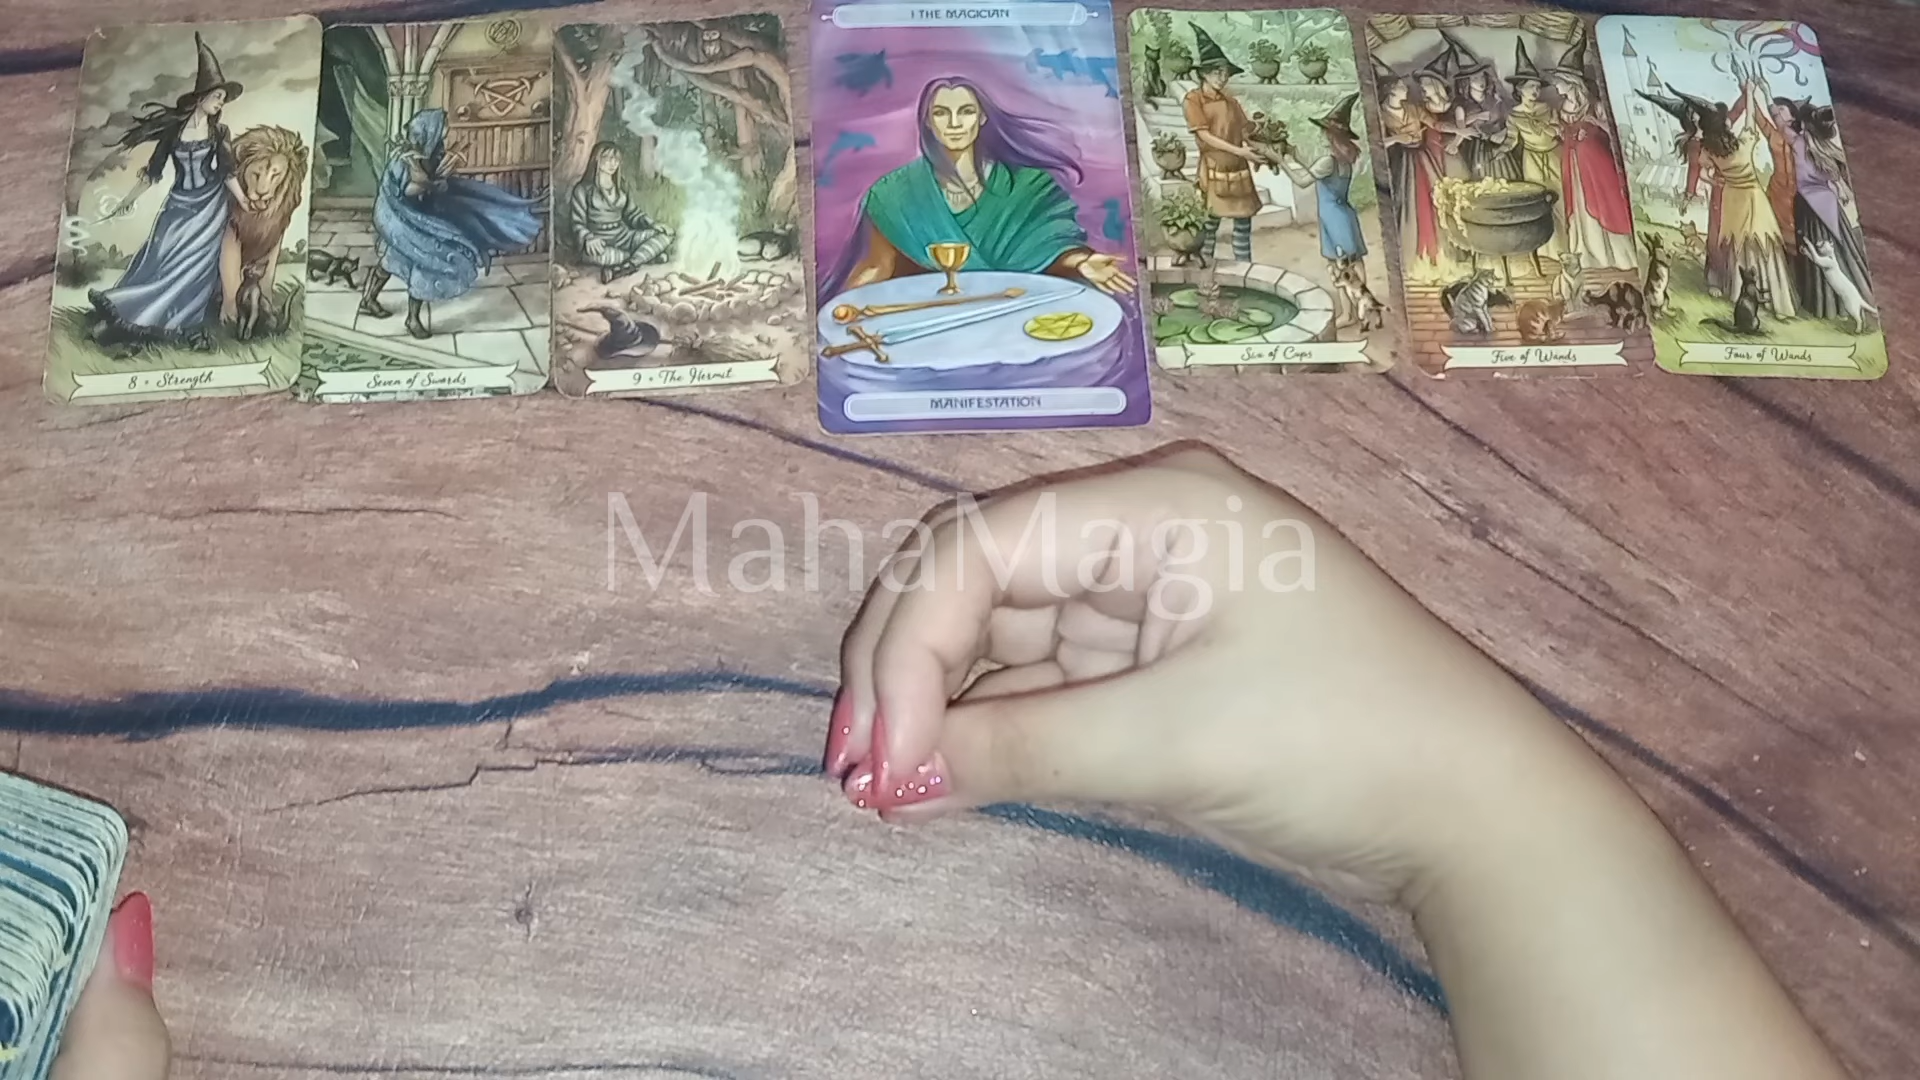 I THE MAGICIAN
8 • Strength
Seven of Swords
9 • The Hermit
MANIFESTATION
Six of Cups
Five of Wands
Four of Wands
MahaMagia